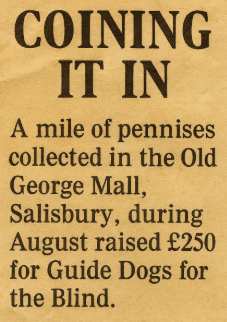 COINING
IT IN
A mile of pennises
collected in the Old
George Mall,
Salisbury, during
August raised £250
for Guide Dogs for
the Blind.